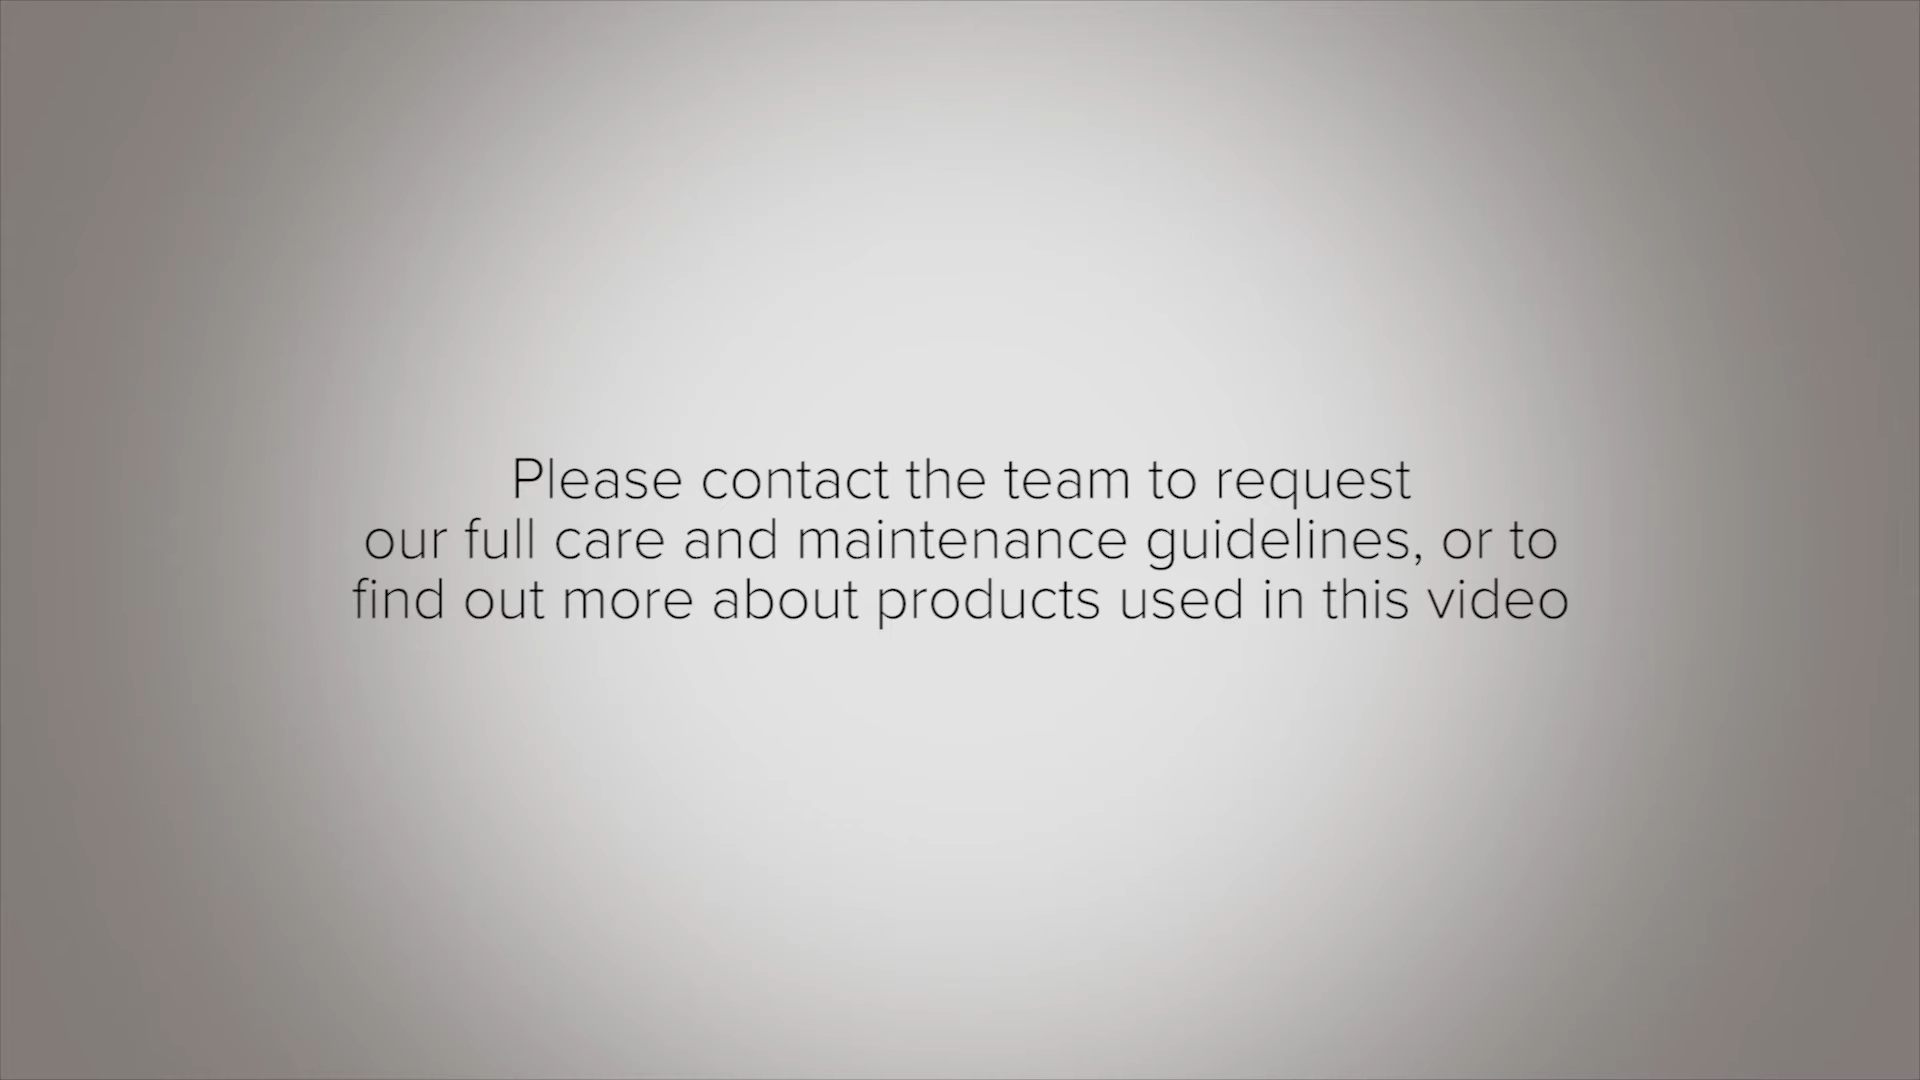 Please contact the team to request
our full care and maintenance guidelines, or to
find out more about products used in this video